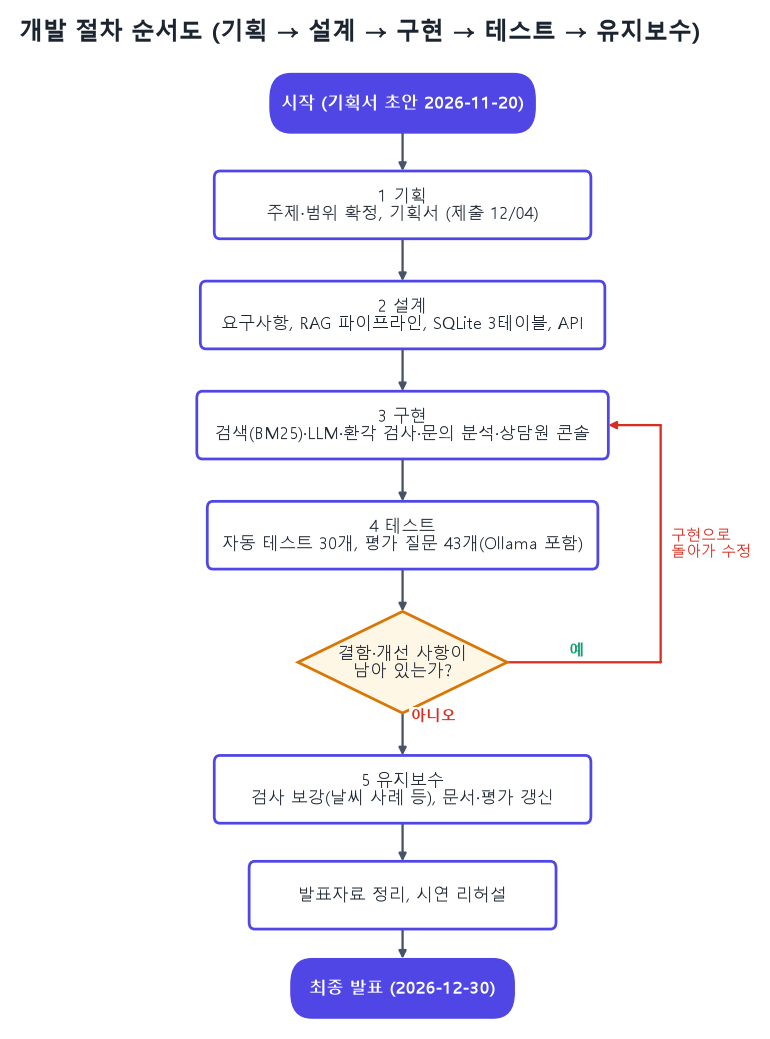 개발 절차 순서도 (기획 → 설계 → 구현 → 테스트 → 유지보수)
시작 (기획서 초안 2026-11-20)
1 기획
주제·범위 확정, 기획서 (제출 12/04)
2 설계
요구사항, RAG 파이프라인, SQLite 3테이블, API
3 구현
검색(BM25)·LLM·환각 검사·문의 분석·상담원 콘솔
4 테스트
자동 테스트 30개, 평가 질문 43개(Ollama 포함)
구현으로
돌아가 수정
결함·개선 사항이
남아 있는가?
예
아니오
5 유지보수
검사 보강(날씨 사례 등), 문서·평가 갱신
발표자료 정리, 시연 리허설
최종 발표 (2026-12-30)